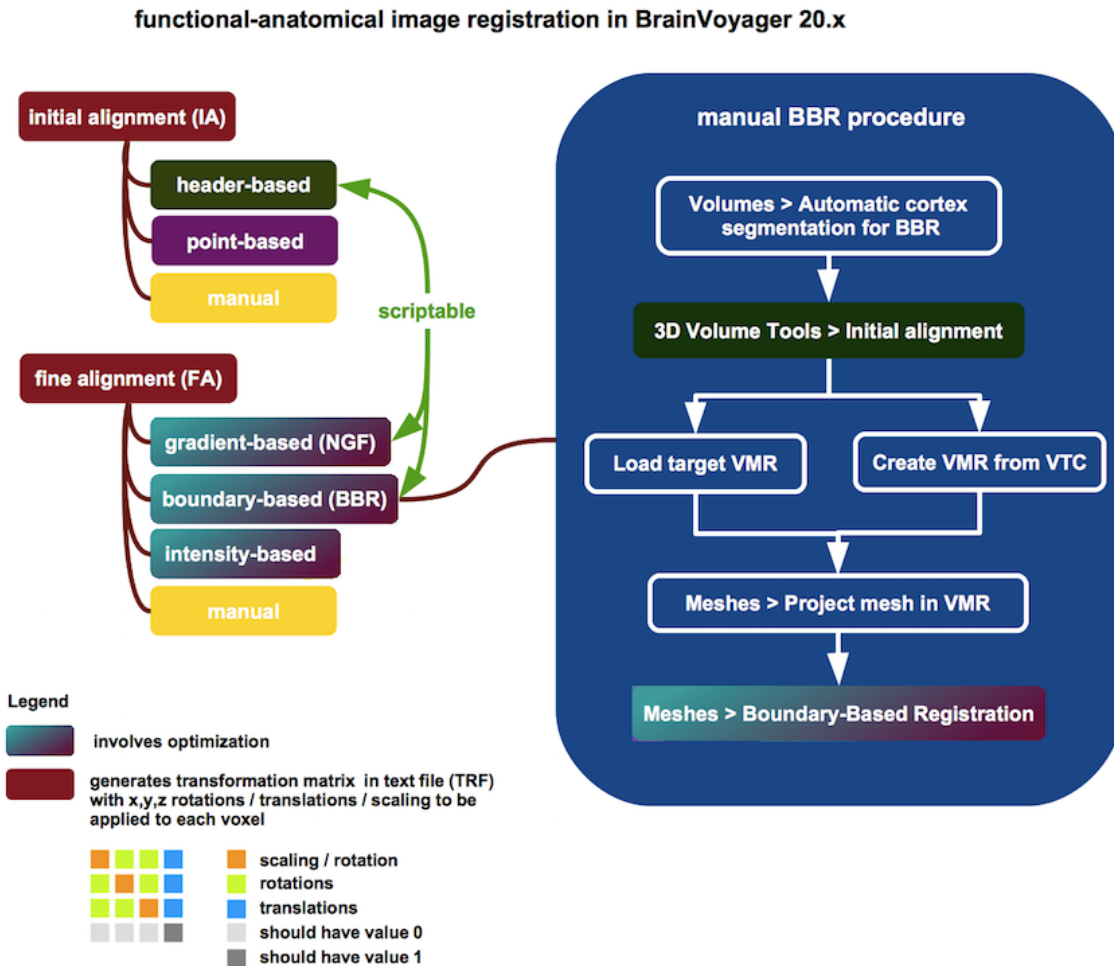 functional-anatomical image registration in BrainVoyager 20.x
initial alignment (IA)
header-based
point-based
manual
scriptable
fine alignment (FA)
gradient-based (NGF)
boundary-based (BBR)
intensity-based
manual
manual BBR procedure
Volumes > Automatic cortex
segmentation for BBR
3D Volume Tools > Initial alignment
Load target VMR
Create VMR from VTC
Meshes > Project mesh in VMR
Meshes > Boundary-Based Registration
Legend
involves optimization
generates transformation matrix in text file (TRF)
with x,y,z rotations / translations / scaling to be
applied to each voxel
scaling / rotation
rotations
translations
should have value 0
should have value 1